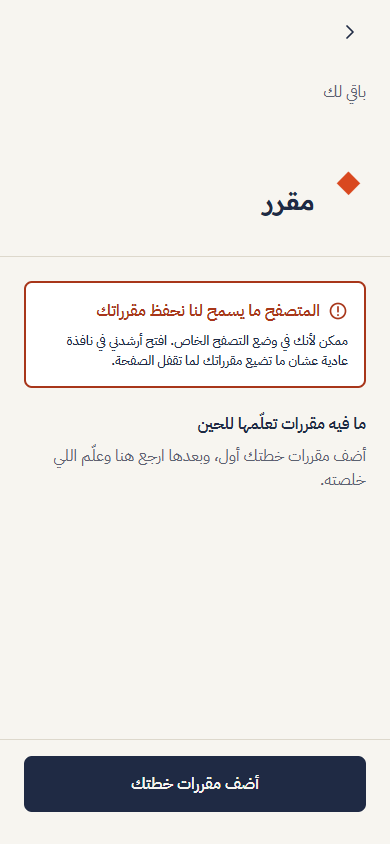 باقي لك
مقرر
المتصفح ما يسمح لنا نحفظ مقرراتك
ممكن لأنك في وضع التصفح الخاص. افتح أرشدني في نافذة
عادية عشان ما تضيع مقرراتك لما تقفل الصفحة.
ما فيه مقررات تعلّمها للحين
أضف مقررات خطتك أول، وبعدها ارجع هنا وعلّم اللي
خلصته.
أضف مقررات خطتك